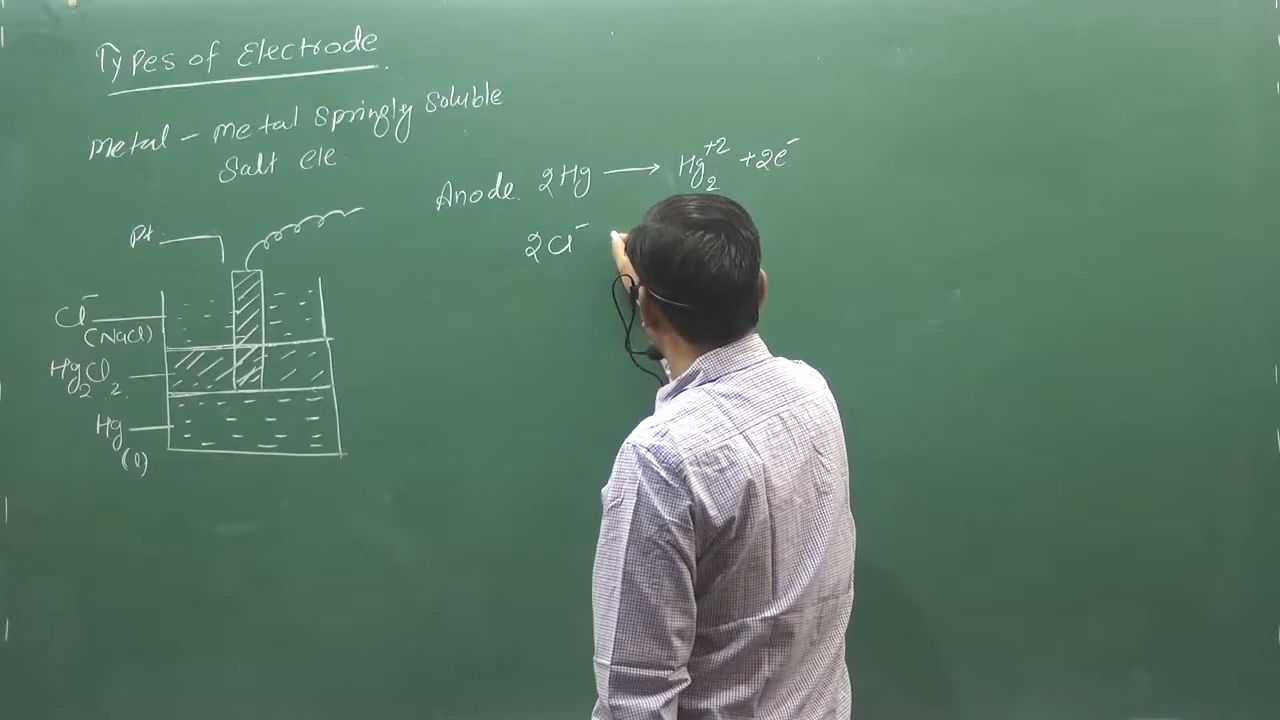 Types of Electrode
Metal - Metal Springly Soluble
Salt ele.
Anode. 2Hg ⟶ Hg₂⁺² + 2e⁻
2Cl⁻
Pt
Cl⁻
(NaCl)
Hg₂Cl₂.
Hg
(l)